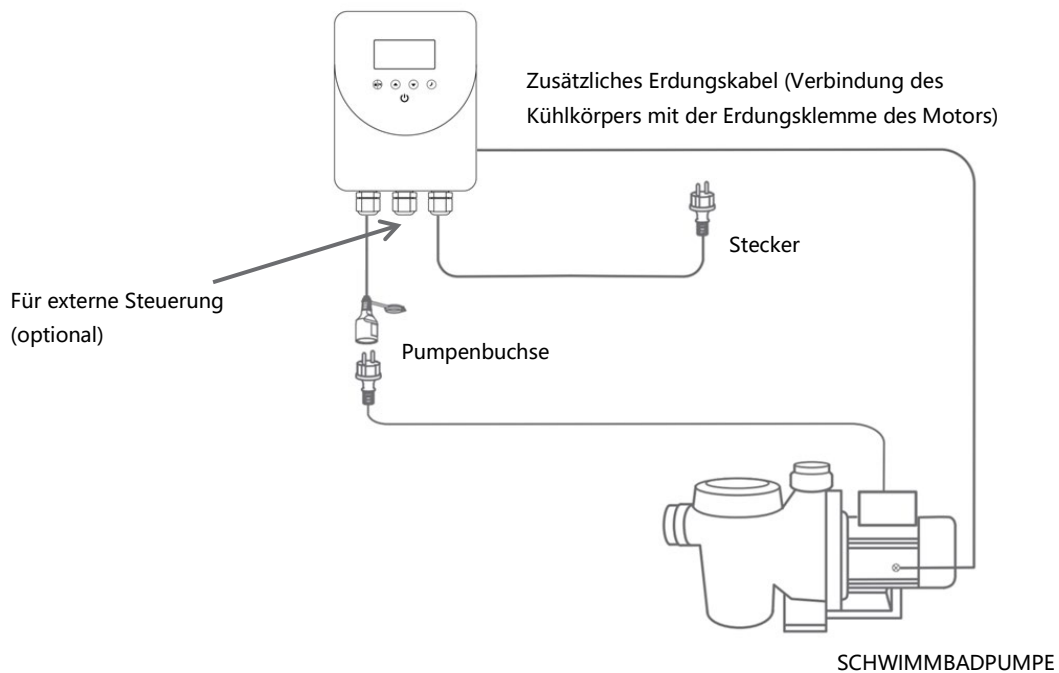 Zusätzliches Erdungskabel (Verbindung des
Kühlkörpers mit der Erdungsklemme des Motors)
Stecker
Für externe Steuerung
(optional)
Pumpenbuchse
SCHWIMMBADPUMPE